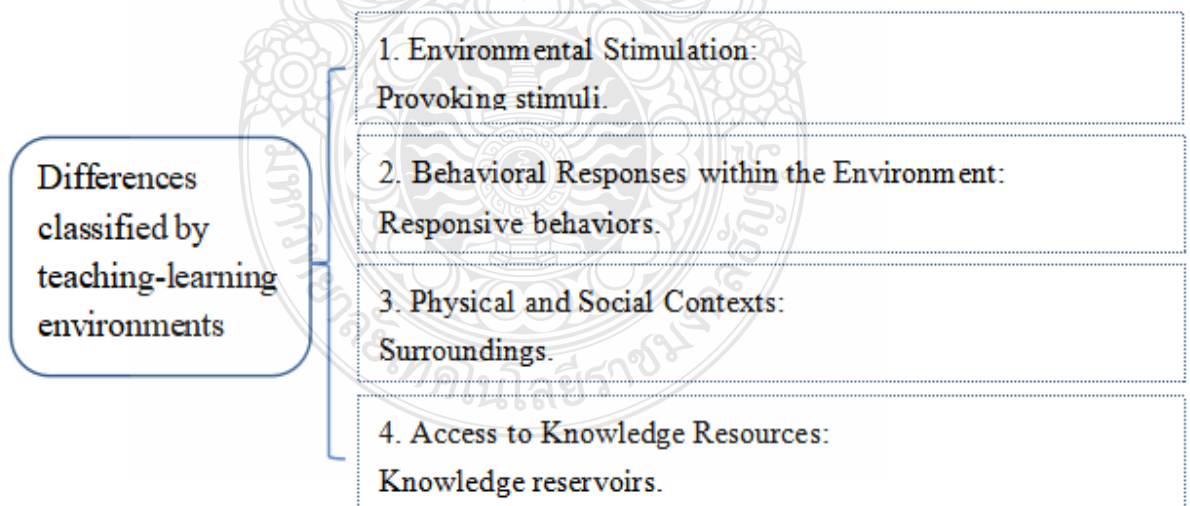 1. Environmental Stimulation:
Provoking stimuli.
Differences
classified by
teaching-learning
environments
2. Behavioral Responses within the Environment:
Responsive behaviors.
3. Physical and Social Contexts:
Surroundings.
4. Access to Knowledge Resources:
Knowledge reservoirs.